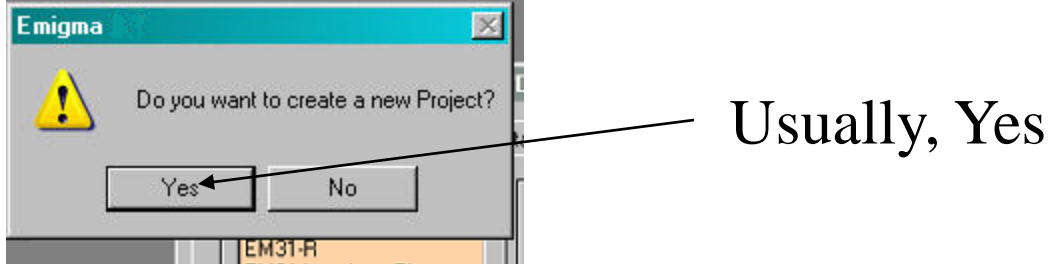 Emigma
Do you want to create a new Project?
Usually, Yes
Yes
No
EM31-R